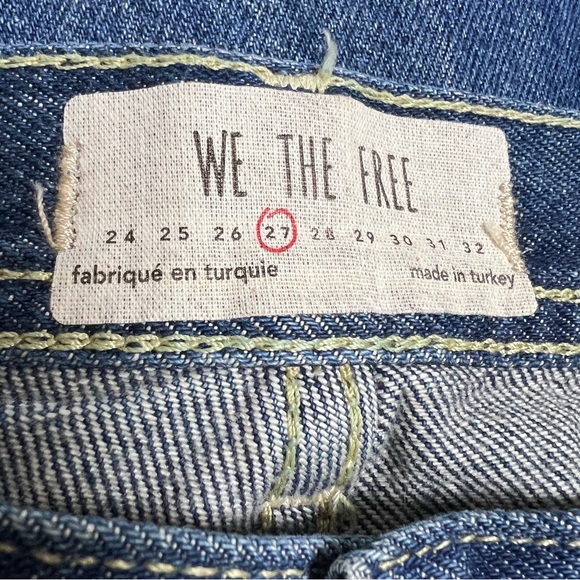 WE THE FREE
24 25 26 27 28 29 30 31 32
fabriqué en turquie made in turkey